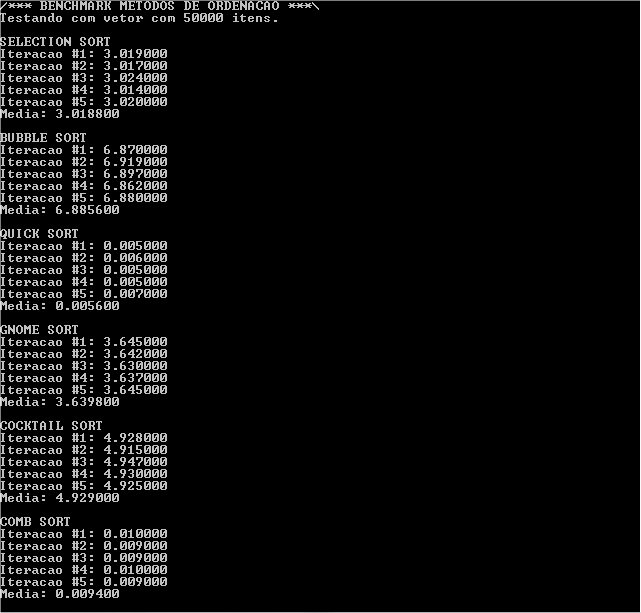 /*** BENCHMARK METODOS DE ORDENACAO ***\
Testando com vetor com 50000 itens.
SELECTION SORT
Iteracao #1: 3.019000
Iteracao #2: 3.017000
Iteracao #3: 3.024000
Iteracao #4: 3.014000
Iteracao #5: 3.020000
Media: 3.018800
BUBBLE SORT
Iteracao #1: 6.870000
Iteracao #2: 6.919000
Iteracao #3: 6.897000
Iteracao #4: 6.862000
Iteracao #5: 6.880000
Media: 6.885600
QUICK SORT
Iteracao #1: 0.005000
Iteracao #2: 0.006000
Iteracao #3: 0.005000
Iteracao #4: 0.005000
Iteracao #5: 0.007000
Media: 0.005600
GNOME SORT
Iteracao #1: 3.645000
Iteracao #2: 3.642000
Iteracao #3: 3.630000
Iteracao #4: 3.637000
Iteracao #5: 3.645000
Media: 3.639800
COCKTAIL SORT
Iteracao #1: 4.928000
Iteracao #2: 4.915000
Iteracao #3: 4.947000
Iteracao #4: 4.930000
Iteracao #5: 4.925000
Media: 4.929000
COMB SORT
Iteracao #1: 0.010000
Iteracao #2: 0.009000
Iteracao #3: 0.009000
Iteracao #4: 0.010000
Iteracao #5: 0.009000
Media: 0.009400